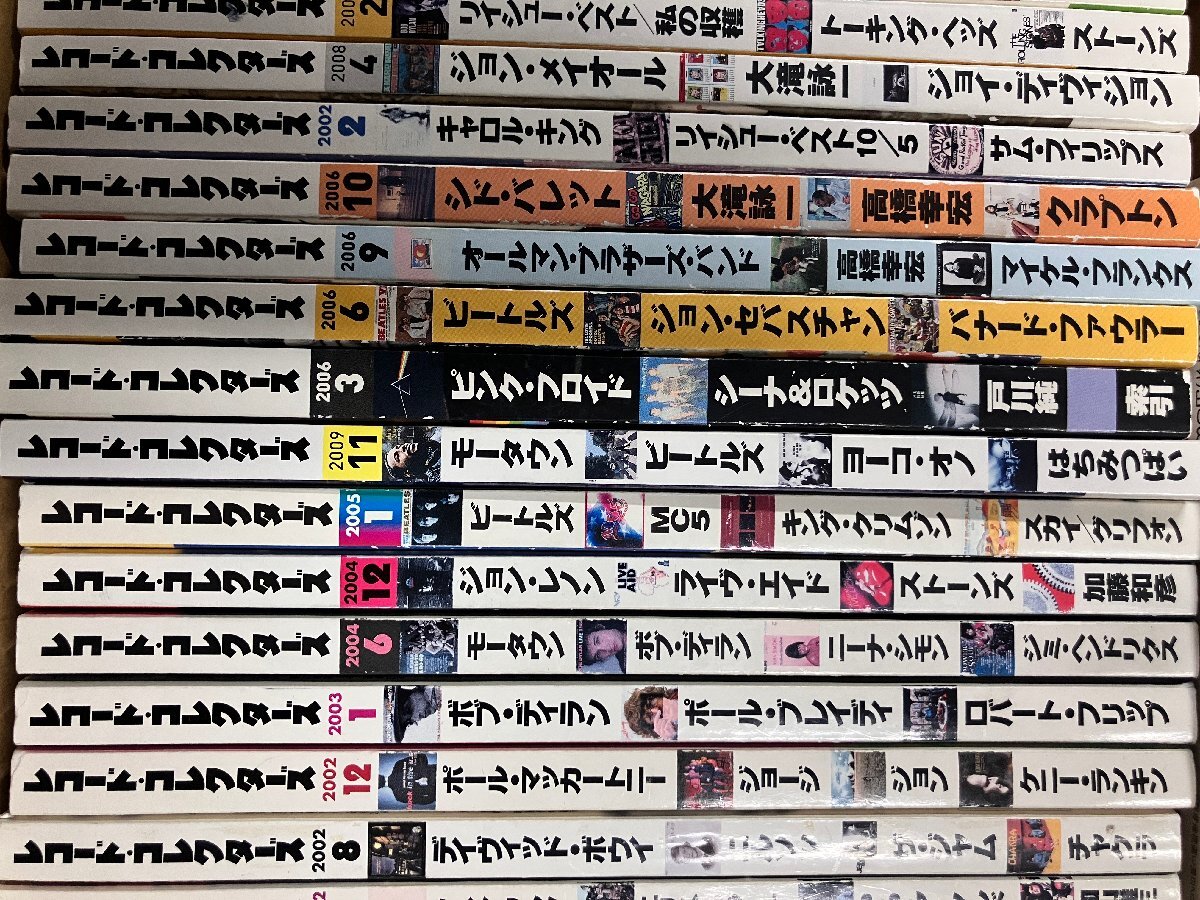 リイシュー・ベスト／私の収穫 トーキング・ヘッズ ストーンズ
レコード・コレクターズ 2008 4 ジョン・メイオール 大滝詠一 ジョイ・ディヴィジョン
レコード・コレクターズ 2002 2 キャロル・キング リイシュー・ベスト10/5 サム・フィリップス
レコード・コレクターズ 2006 10 シド・バレット 大滝詠一 高橋幸宏 クラプトン
レコード・コレクターズ 2006 9 オールマン・ブラザーズ・バンド 高橋幸宏 マイケル・フランクス
レコード・コレクターズ 2006 6 ビートルズ ジョン・セバスチャン バナード・ファウラー
レコード・コレクターズ 2006 3 ピンク・フロイド シーナ&ロケッツ 戸川純 索引
レコード・コレクターズ 2009 11 モータウン ビートルズ ヨーコ・オノ はちみつぱい
レコード・コレクターズ 2005 1 ビートルズ MC5 キング・クリムゾン スカイ／グリフォン
レコード・コレクターズ 2004 12 ジョン・レノン LIVE AID ライヴ・エイド ストーンズ 加藤和彦
レコード・コレクターズ 2004 6 モータウン ボブ・ディラン ニーナ・シモン ジミ・ヘンドリクス
レコード・コレクターズ 2003 1 ボブ・ディラン ポール・ブレイディ ロバート・フリップ
レコード・コレクターズ 2002 12 ポール・マッカートニー ジョージ ジョン ケニー・ランキン
レコード・コレクターズ 2002 8 デイヴィッド・ボウイ ニルソン ザ・ジャム CHAKRA チャクラ